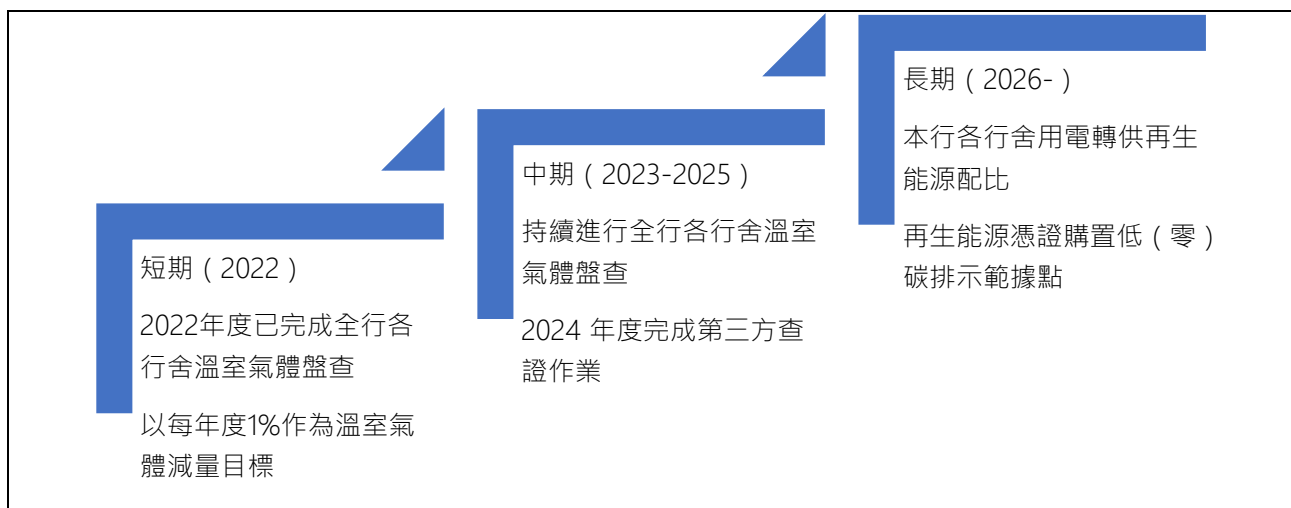 短期（2022）
2022年度已完成全行各
行舍溫室氣體盤查
以每年度1%作為溫室氣
體減量目標
中期（2023-2025）
持續進行全行各行舍溫室
氣體盤查
2024 年度完成第三方查
證作業
長期（2026-）
本行各行舍用電轉供再生
能源配比
再生能源憑證購置低（零）
碳排示範據點